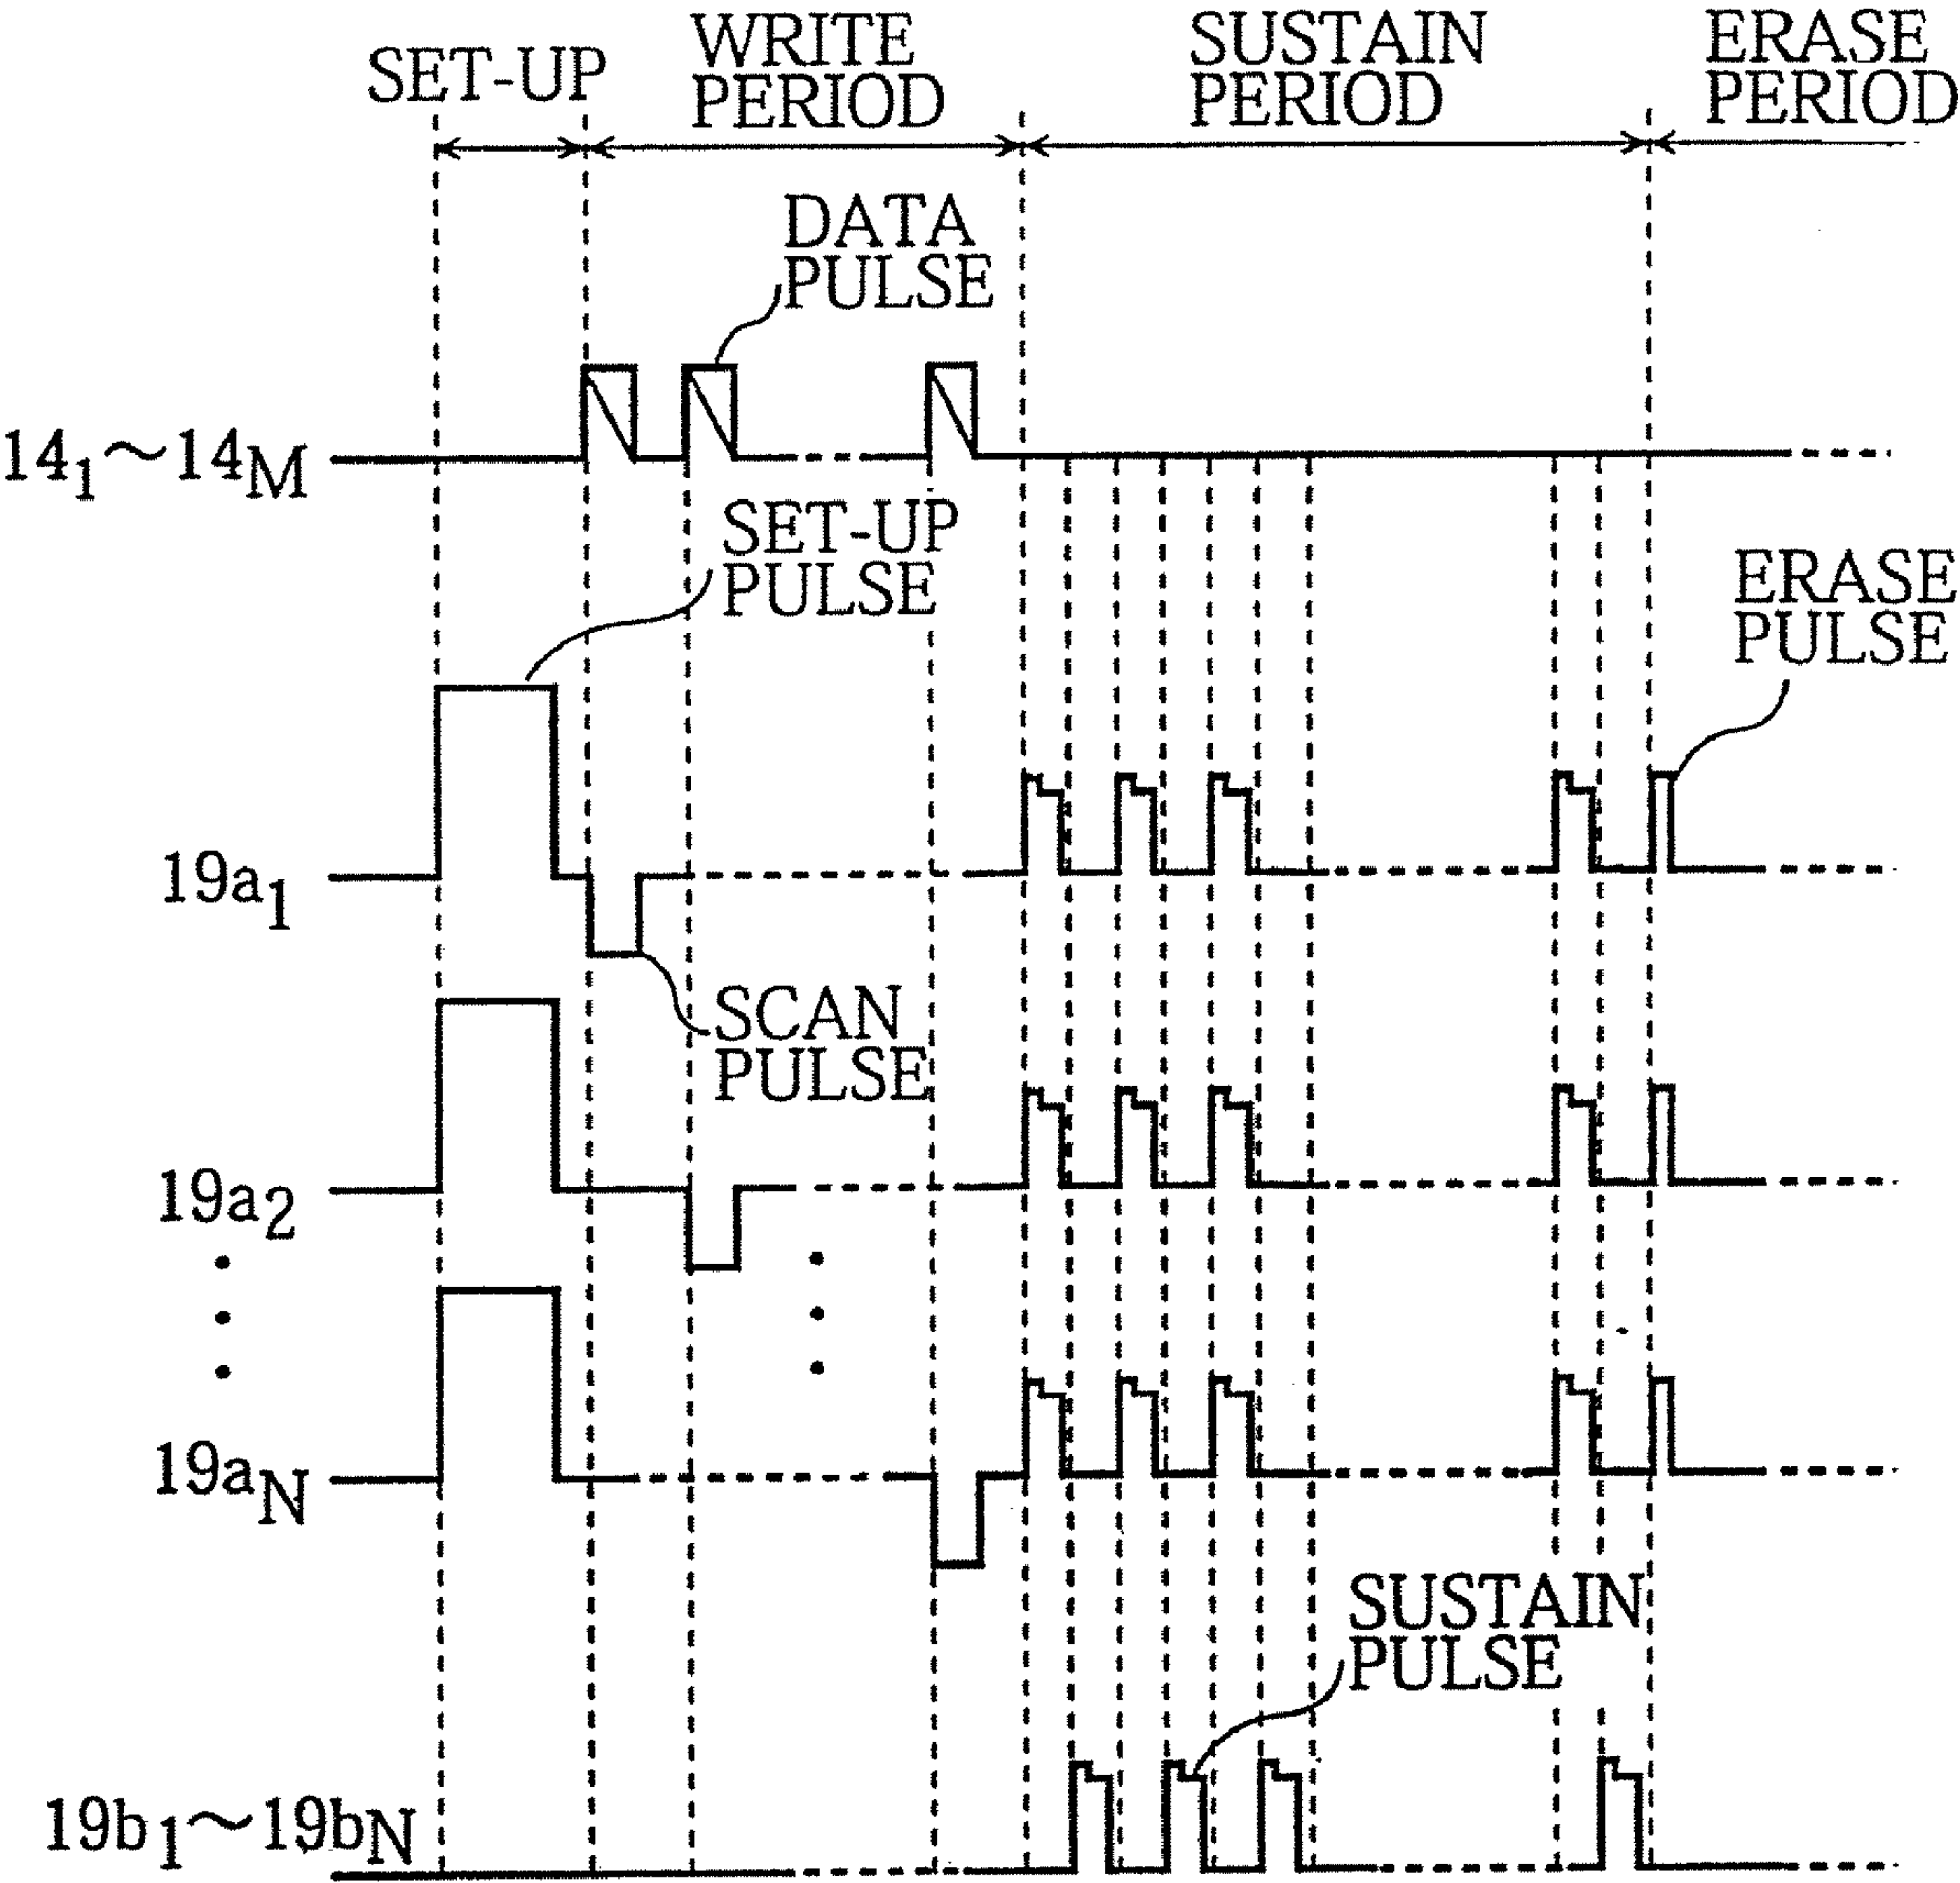 SET-UP
WRITE
PERIOD
SUSTAIN
PERIOD
ERASE
PERIOD
DATA
PULSE
14₁~14M
SET-UP
PULSE
ERASE
PULSE
19a₁
SCAN
PULSE
19a₂
19aN
SUSTAIN
PULSE
19b₁~19bN